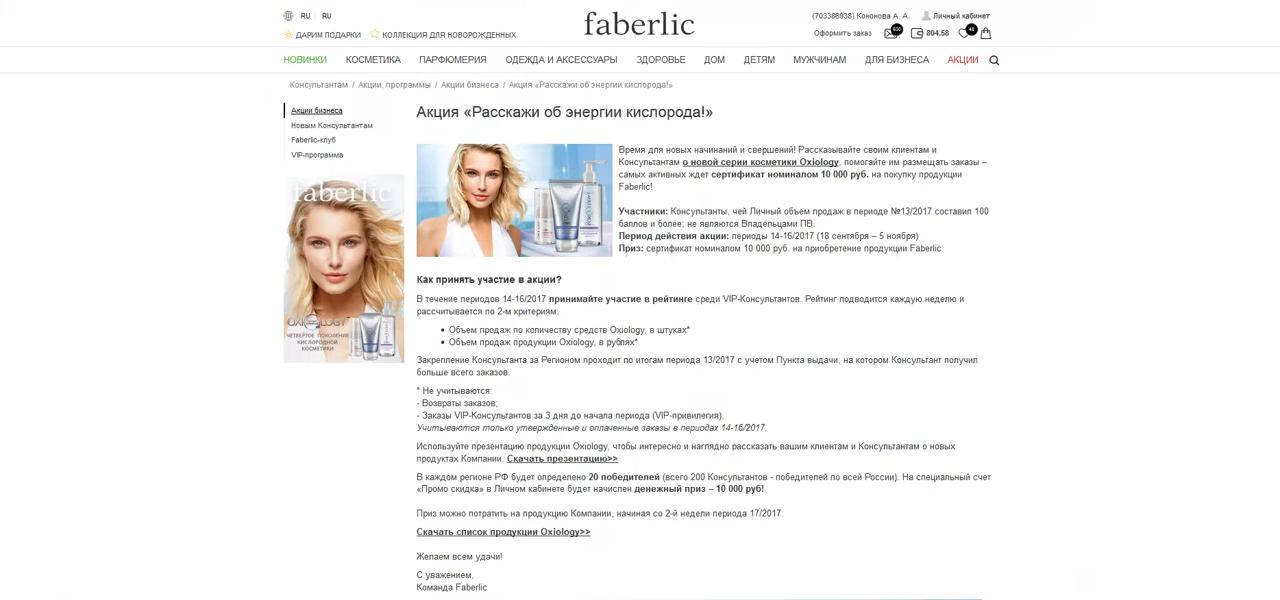 RU RU
(703386938) Кононова А. А. Личный кабинет
faberlic
ДАРИМ ПОДАРКИ КОЛЛЕКЦИЯ ДЛЯ НОВОРОЖДЕННЫХ
Оформить заказ 804.58
НОВИНКИ КОСМЕТИКА ПАРФЮМЕРИЯ ОДЕЖДА И АКСЕССУАРЫ ЗДОРОВЬЕ ДОМ ДЕТЯМ МУЖЧИНАМ ДЛЯ БИЗНЕСА АКЦИИ
Консультантам / Акции, программы / Акции бизнеса / Акция «Расскажи об энергии кислорода!»
Акции бизнеса
Новым Консультантам
Faberlic-клуб
VIP-программа
faberlic
OXIOLOGY
ЧЕТВЕРТОЕ ПОКОЛЕНИЕ
КИСЛОРОДНОЙ
КОСМЕТИКИ
Акция «Расскажи об энергии кислорода!»
Время для новых начинаний и свершений! Рассказывайте своим клиентам и
Консультантам о новой серии косметики Oxiology, помогайте им размещать заказы –
самых активных ждет сертификат номиналом 10 000 руб. на покупку продукции
Faberlic!
Участники: Консультанты, чей Личный объем продаж в периоде №13/2017 составил 100
баллов и более; не являются Владельцами ПВ.
Период действия акции: периоды 14-16/2017 (18 сентября – 5 ноября)
Приз: сертификат номиналом 10 000 руб. на приобретение продукции Faberlic.
Как принять участие в акции?
В течение периодов 14-16/2017 принимайте участие в рейтинге среди VIP-Консультантов. Рейтинг подводится каждую неделю и
рассчитывается по 2-м критериям:
• Объем продаж по количеству средств Oxiology, в штуках*
• Объем продаж продукции Oxiology, в рублях*
Закрепление Консультанта за Регионом проходит по итогам периода 13/2017 с учетом Пункта выдачи, на котором Консультант получил
больше всего заказов.
* Не учитываются:
- Возвраты заказов;
- Заказы VIP-Консультантов за 3 дня до начала периода (VIP-привилегия).
Учитываются только утвержденные и оплаченные заказы в периодах 14-16/2017.
Используйте презентацию продукции Oxiology, чтобы интересно и наглядно рассказать вашим клиентам и Консультантам о новых
продуктах Компании. Скачать презентацию>>
В каждом регионе РФ будет определено 20 победителей (всего 200 Консультантов - победителей по всей России). На специальный счет
«Промо скидка» в Личном кабинете будет начислен денежный приз – 10 000 руб!
Приз можно потратить на продукцию Компании, начиная со 2-й недели периода 17/2017.
Скачать список продукции Oxiology>>
Желаем всем удачи!
С уважением,
Команда Faberlic